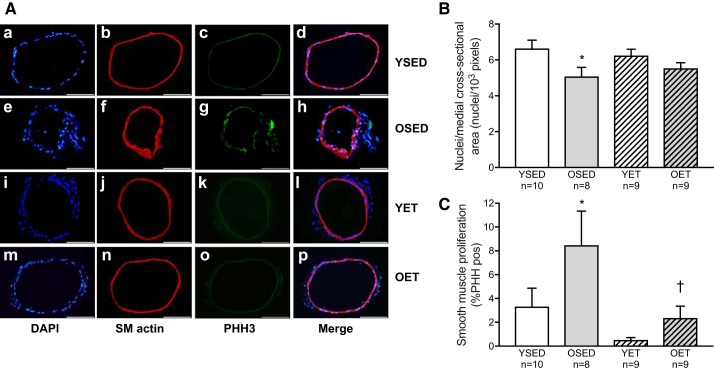 A
a b c d YSED
e f g h OSED
i j k l YET
m n o p OET
DAPI SM actin PHH3 Merge
B
Nuclei/medial cross-sectional
area (nuclei/10³ pixels)
8
6
4
2
0
*
YSED OSED YET OET
n=10 n=8 n=9 n=9
C
Smooth muscle proliferation
(%PHH pos)
12
10
8
6
4
2
0
* †
YSED OSED YET OET
n=10 n=8 n=9 n=9